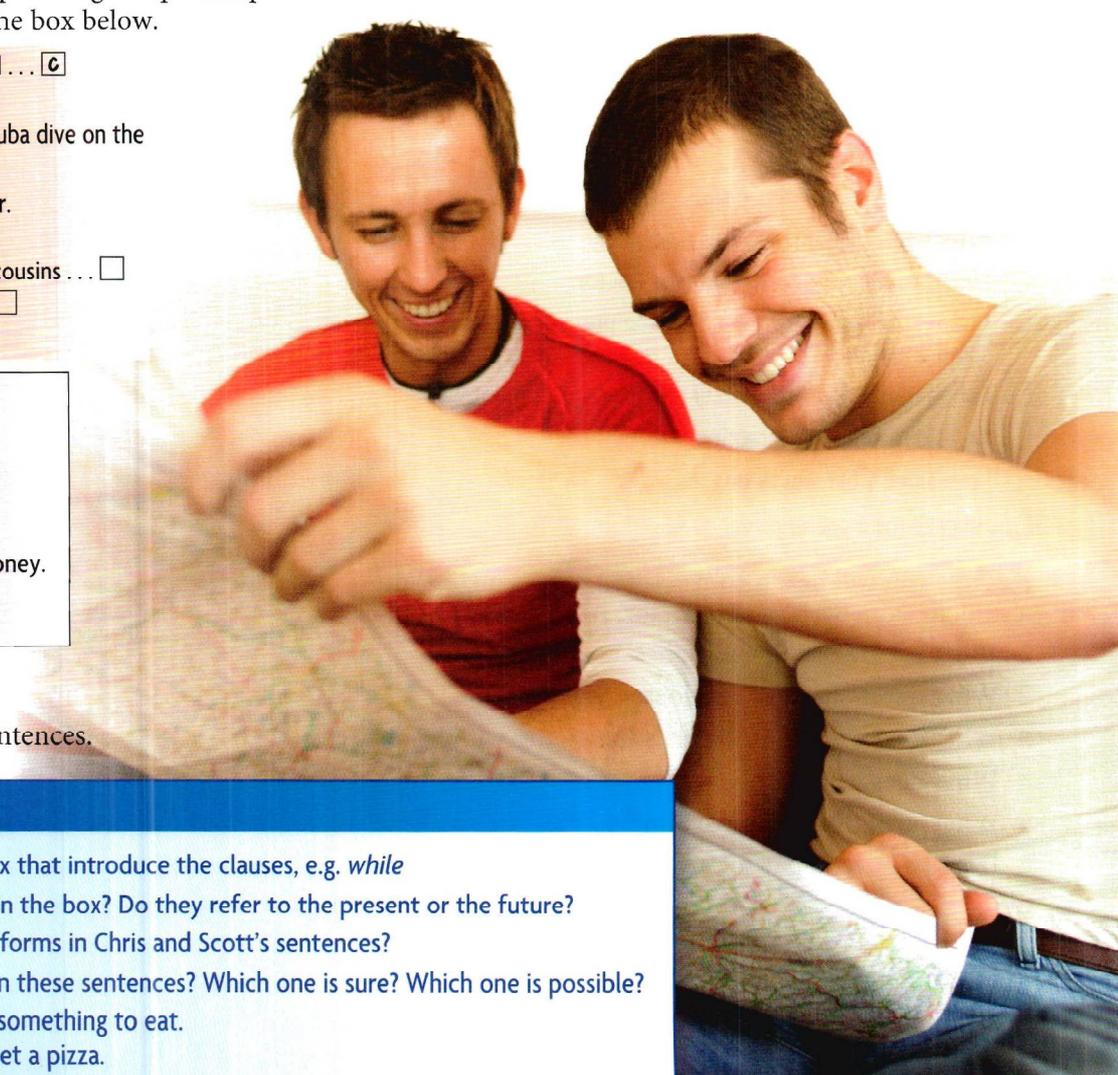 the box below.
... c
uba dive on the
r.
cousins ...
oney.
ntences.
x that introduce the clauses, e.g. while
n the box? Do they refer to the present or the future?
forms in Chris and Scott's sentences?
n these sentences? Which one is sure? Which one is possible?
something to eat.
et a pizza.